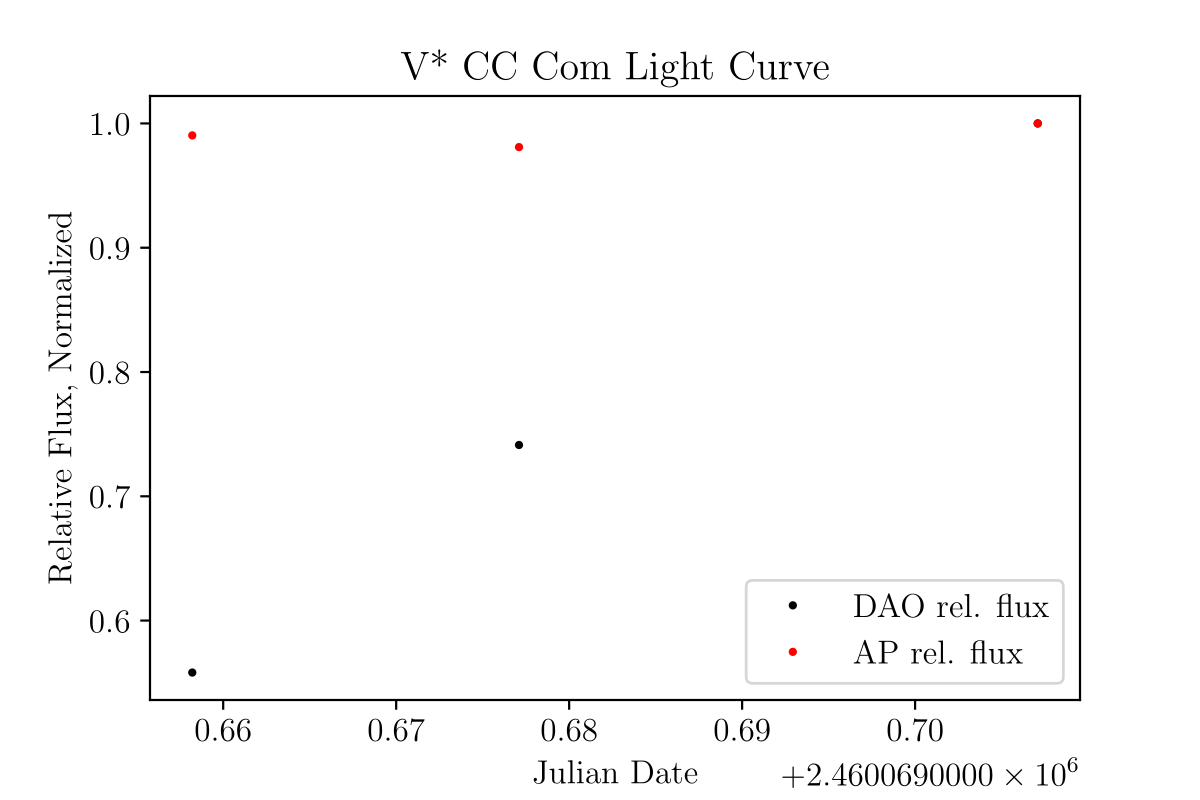 V* CC Com Light Curve
1.0
0.9
0.8
0.7
0.6
Relative Flux, Normalized
DAO rel. flux
AP rel. flux
0.66 0.67 0.68 0.69 0.70
Julian Date
+2.4600690000 × 10⁶